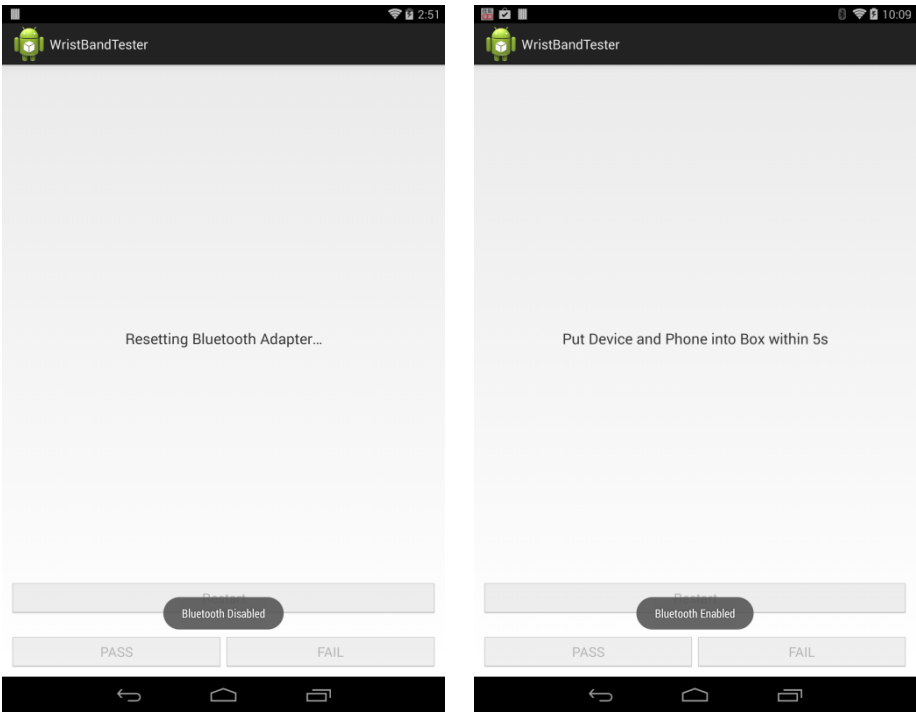 2:51
WristBandTester
Resetting Bluetooth Adapter...
Bluetooth Disabled
PASS
FAIL
10:09
WristBandTester
Put Device and Phone into Box within 5s
Bluetooth Enabled
PASS
FAIL